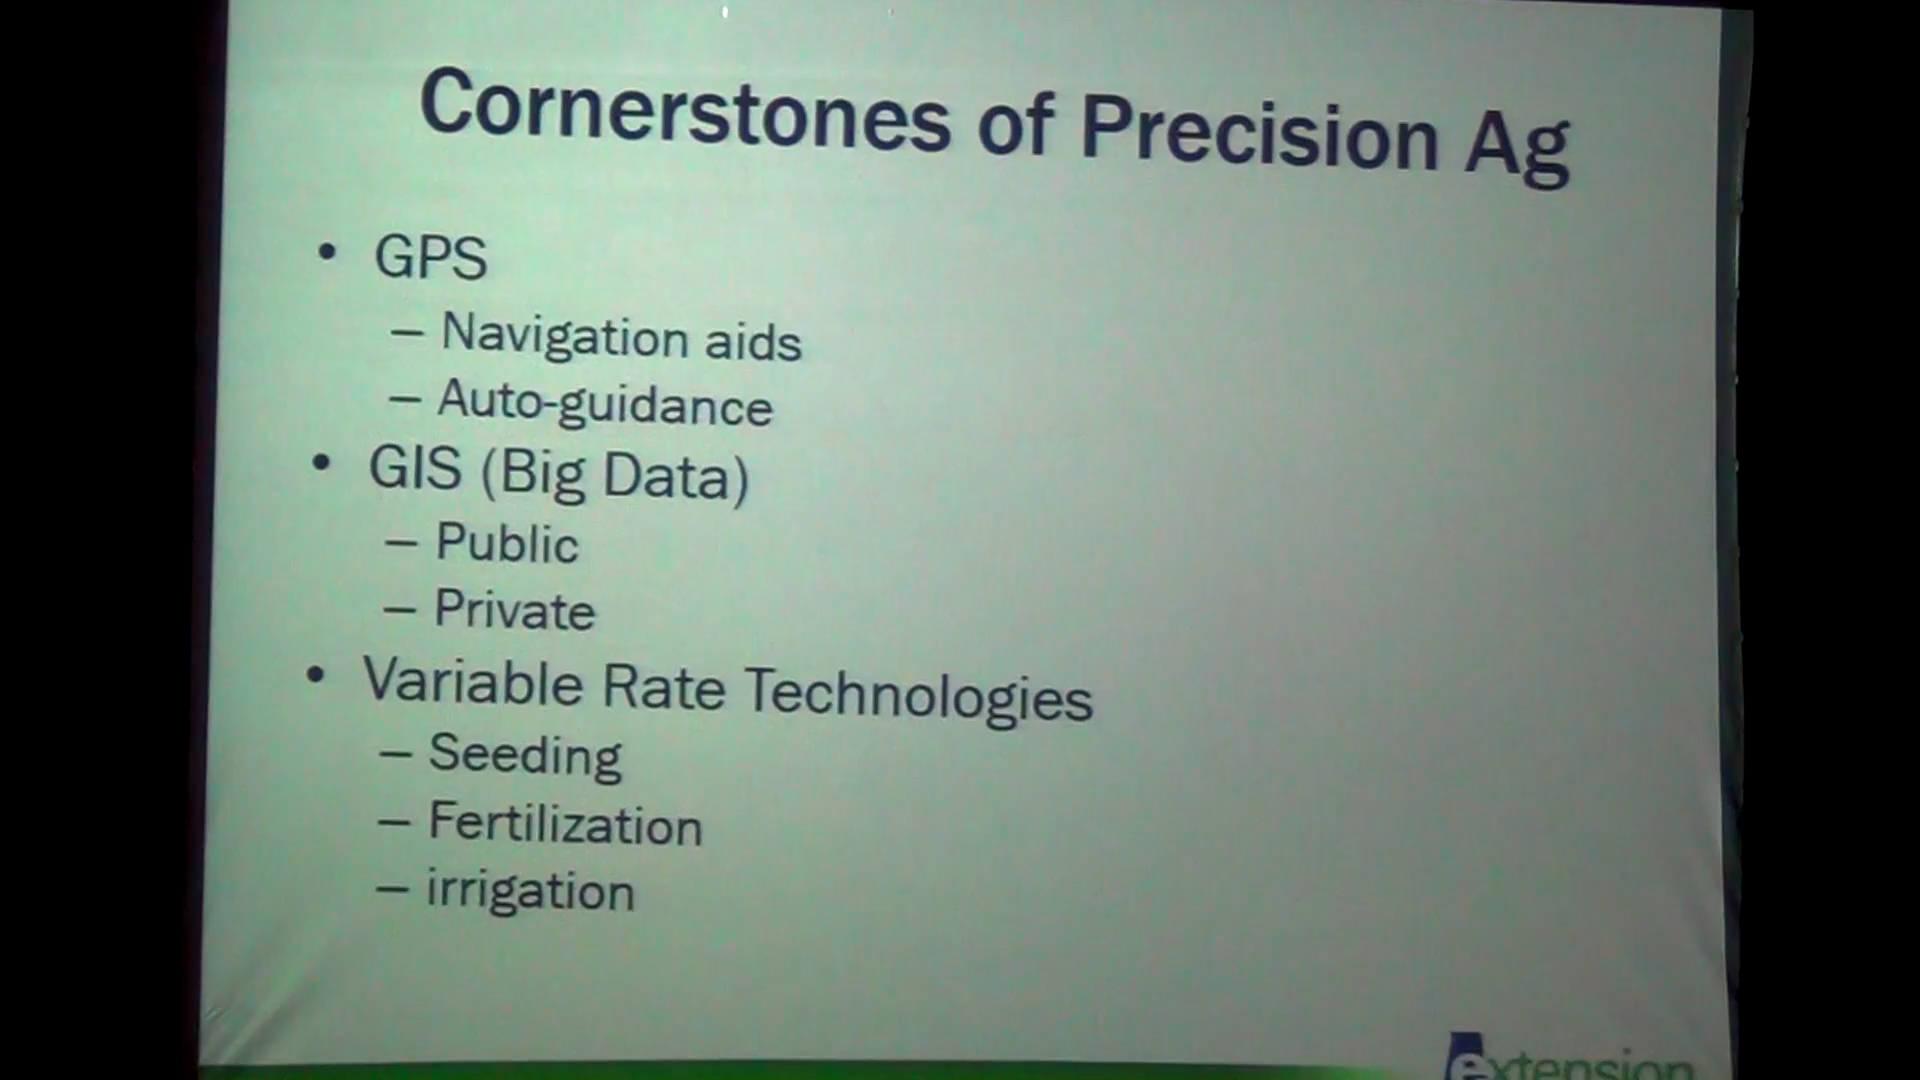 Cornerstones of Precision Ag
• GPS
– Navigation aids
– Auto-guidance
• GIS (Big Data)
– Public
– Private
• Variable Rate Technologies
– Seeding
– Fertilization
– irrigation
extension